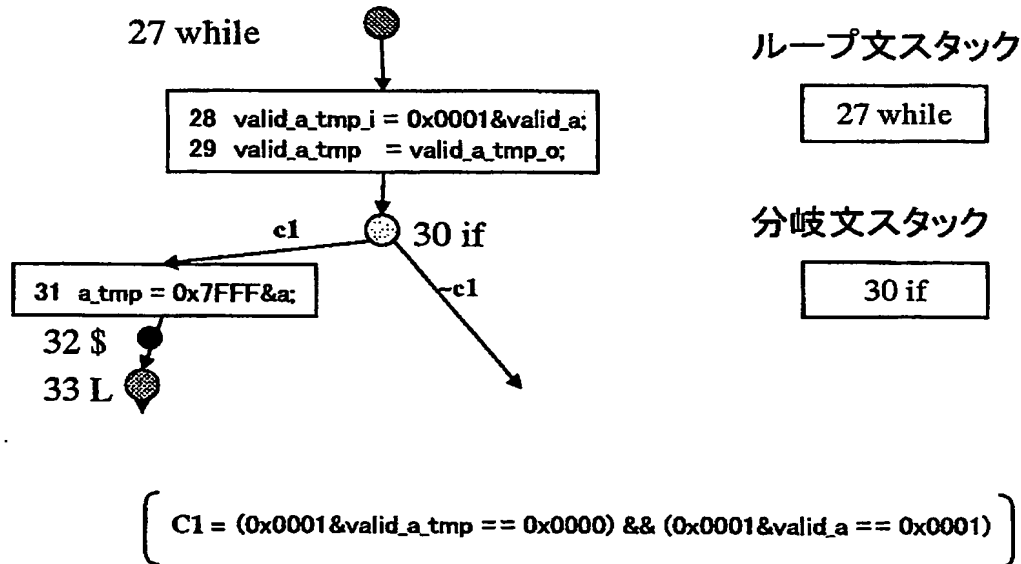 27 while
ループ文スタック
27 while
28 valid_a_tmp_i = 0x0001&valid_a;
29 valid_a_tmp = valid_a_tmp_o;
分岐文スタック
30 if
c1
30 if
~c1
31 a_tmp = 0x7FFF&a;
32 $
33 L
C1 = (0x0001&valid_a_tmp == 0x0000) && (0x0001&valid_a == 0x0001)